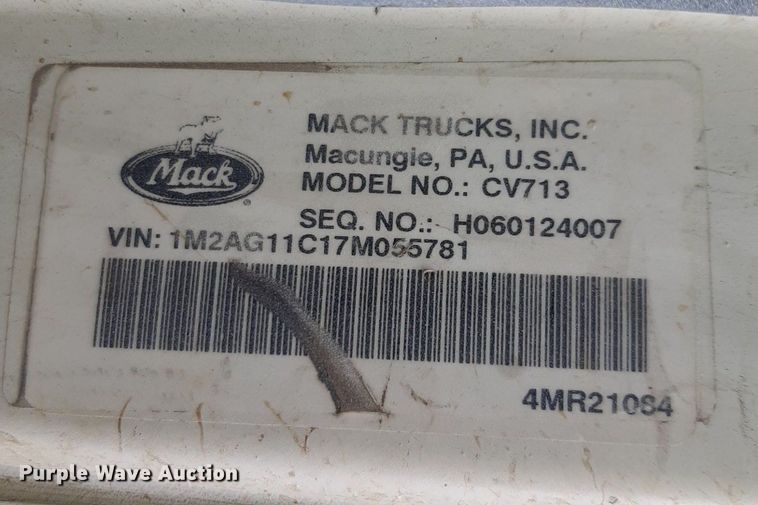 Mack
®
MACK TRUCKS, INC.
Macungie, PA, U.S.A.
MODEL NO.: CV713
SEQ. NO.: H060124007
VIN: 1M2AG11C17M055781
4MR21084
Purple Wave Auction